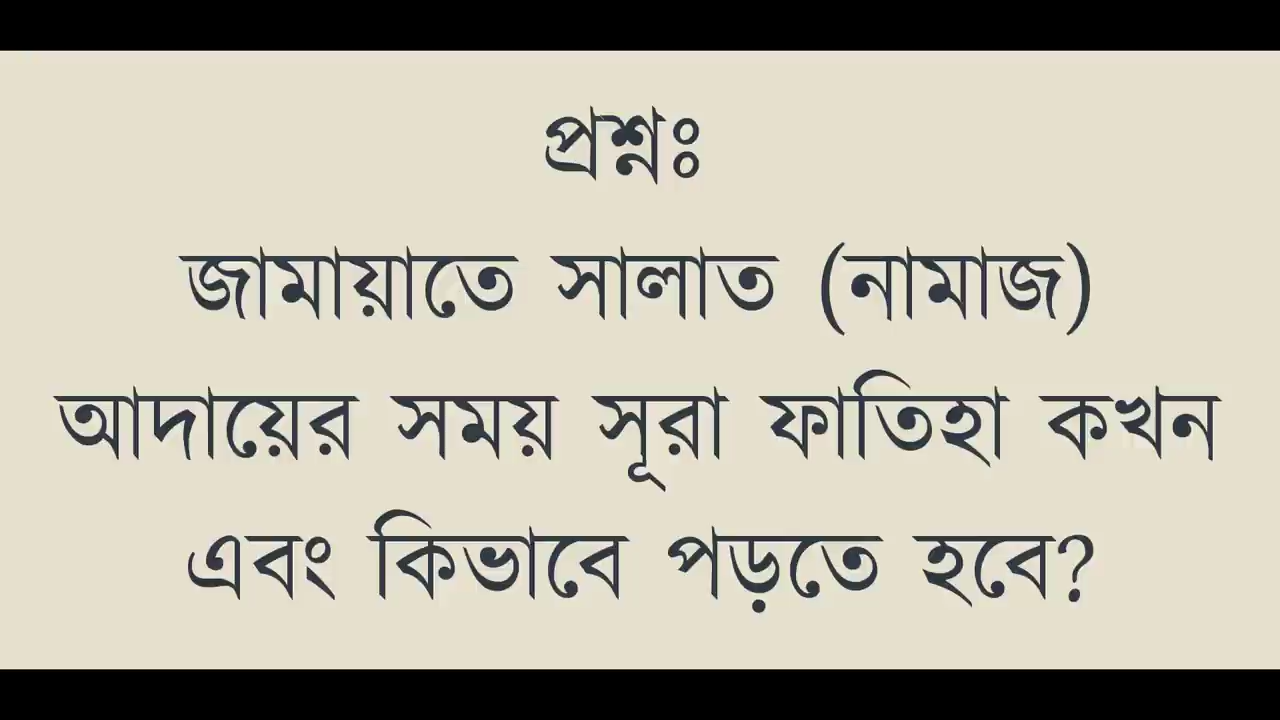 প্রশ্নঃ
জামায়াতে সালাত (নামাজ)
আদায়ের সময় সূরা ফাতিহা কখন
এবং কিভাবে পড়তে হবে?